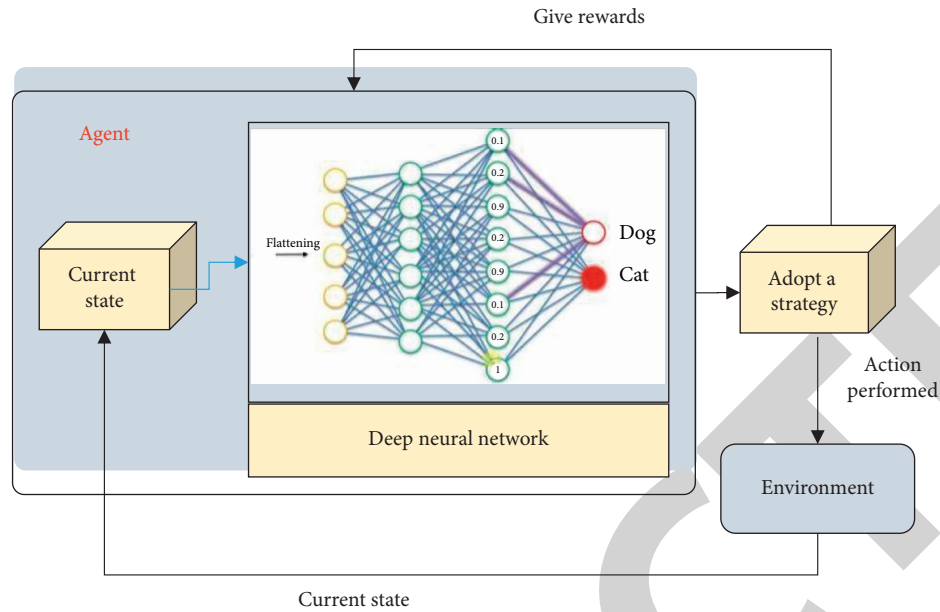 Give rewards
Agent
Current
state
Flattening
0.1
0.2
0.9
0.2
0.9
0.1
0.2
1
Dog
Cat
Deep neural network
Adopt a
strategy
Action
performed
Environment
Current state